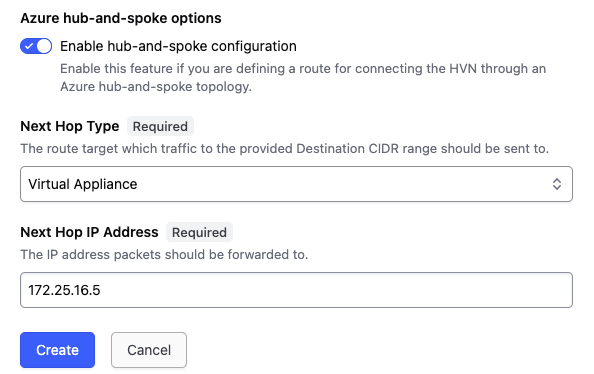 Azure hub-and-spoke options
Enable hub-and-spoke configuration
Enable this feature if you are defining a route for connecting the HVN through an
Azure hub-and-spoke topology.
Next Hop Type Required
The route target which traffic to the provided Destination CIDR range should be sent to.
Virtual Appliance
Next Hop IP Address Required
The IP address packets should be forwarded to.
172.25.16.5
Create Cancel